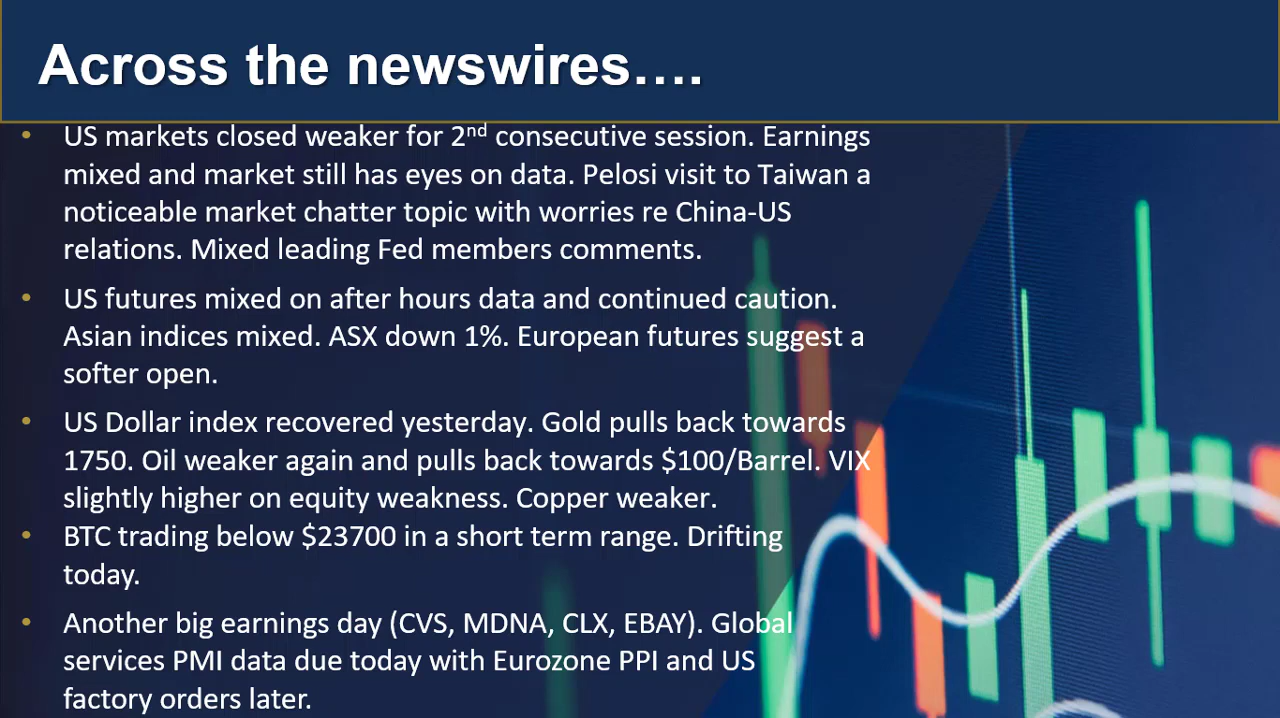 Across the newswires….
• US markets closed weaker for 2nd consecutive session. Earnings
mixed and market still has eyes on data. Pelosi visit to Taiwan a
noticeable market chatter topic with worries re China-US
relations. Mixed leading Fed members comments.
• US futures mixed on after hours data and continued caution.
Asian indices mixed. ASX down 1%. European futures suggest a
softer open.
• US Dollar index recovered yesterday. Gold pulls back towards
1750. Oil weaker again and pulls back towards $100/Barrel. VIX
slightly higher on equity weakness. Copper weaker.
• BTC trading below $23700 in a short term range. Drifting
today.
• Another big earnings day (CVS, MDNA, CLX, EBAY). Global
services PMI data due today with Eurozone PPI and US
factory orders later.